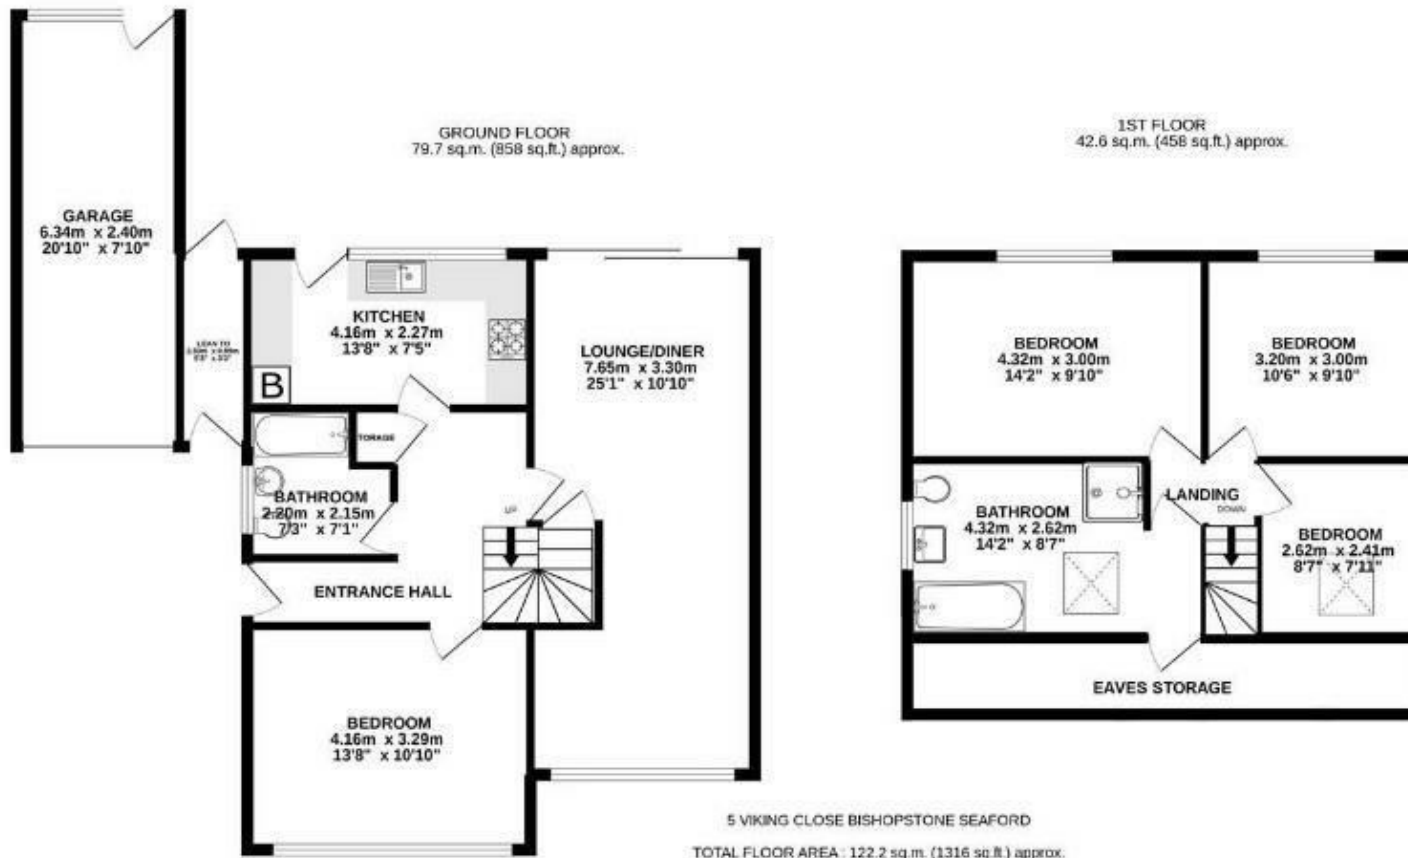 GROUND FLOOR
79.7 sq.m. (858 sq.ft.) approx.
1ST FLOOR
42.6 sq.m. (458 sq.ft.) approx.
GARAGE
6.34m x 2.40m
20'10" x 7'10"
LEAN TO
KITCHEN
4.16m x 2.27m
13'8" x 7'5"
B
LOUNGE/DINER
7.65m x 3.30m
25'1" x 10'10"
TORAGE
BATHROOM
2.20m x 2.15m
7'3" x 7'1"
UP
ENTRANCE HALL
BEDROOM
4.16m x 3.29m
13'8" x 10'10"
BEDROOM
4.32m x 3.00m
14'2" x 9'10"
BEDROOM
3.20m x 3.00m
10'6" x 9'10"
BATHROOM
4.32m x 2.62m
14'2" x 8'7"
LANDING
DOWN
BEDROOM
2.62m x 2.41m
8'7" x 7'11"
EAVES STORAGE
5 VIKING CLOSE BISHOPSTONE SEAFORD
TOTAL FLOOR AREA : 122.2 sq.m. (1316 sq.ft.) approx.